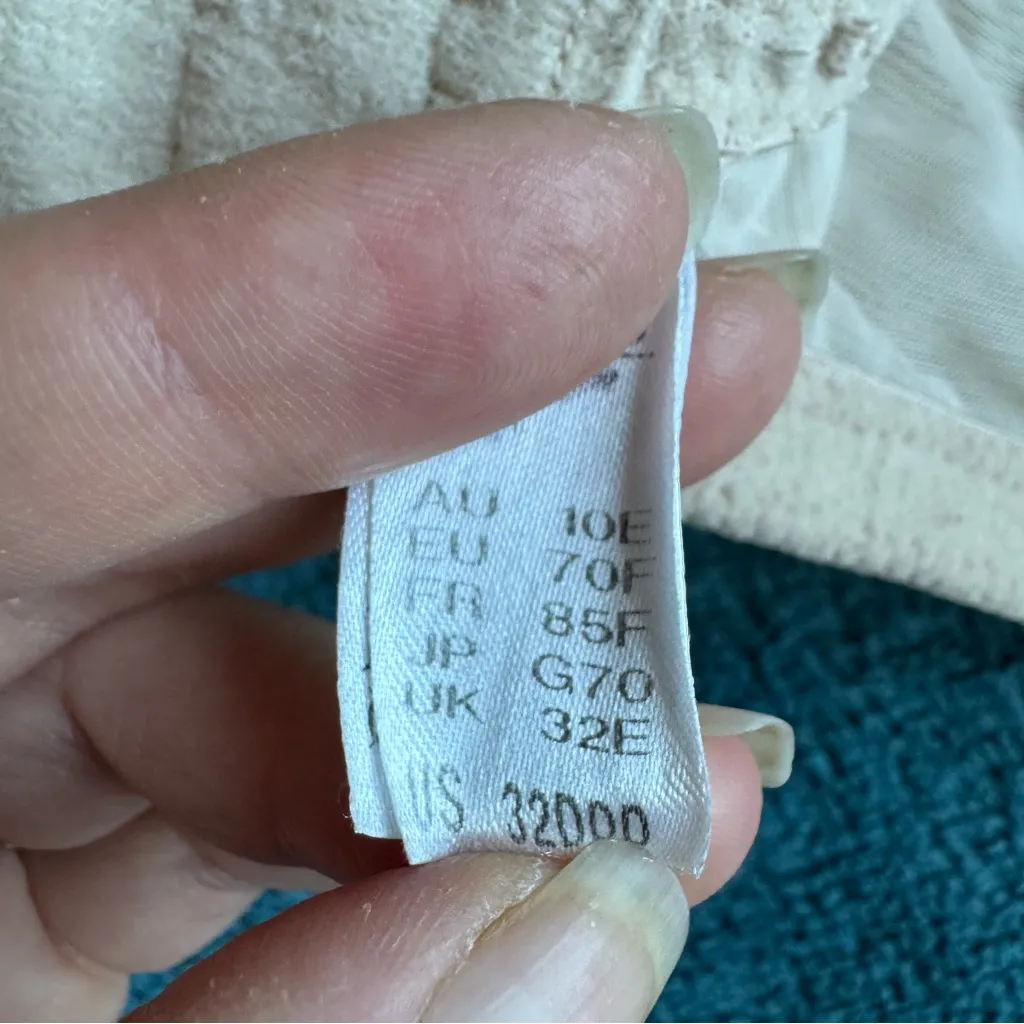 AU 10E
EU 70F
FR 85F
JP G70
UK 32E
US 32DDD